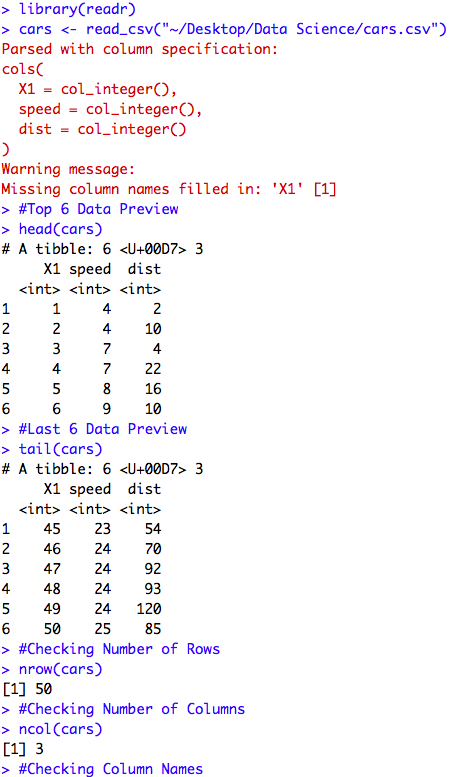 > library(readr)
> cars <- read_csv("~/Desktop/Data Science/cars.csv")
Parsed with column specification:
cols(
  X1 = col_integer(),
  speed = col_integer(),
  dist = col_integer()
)
Warning message:
Missing column names filled in: 'X1' [1]
> #Top 6 Data Preview
> head(cars)
# A tibble: 6 <U+00D7> 3
     X1 speed  dist
  <int> <int> <int>
1     1     4     2
2     2     4    10
3     3     7     4
4     4     7    22
5     5     8    16
6     6     9    10
> #Last 6 Data Preview
> tail(cars)
# A tibble: 6 <U+00D7> 3
     X1 speed  dist
  <int> <int> <int>
1    45    23    54
2    46    24    70
3    47    24    92
4    48    24    93
5    49    24   120
6    50    25    85
> #Checking Number of Rows
> nrow(cars)
[1] 50
> #Checking Number of Columns
> ncol(cars)
[1] 3
> #Checking Column Names